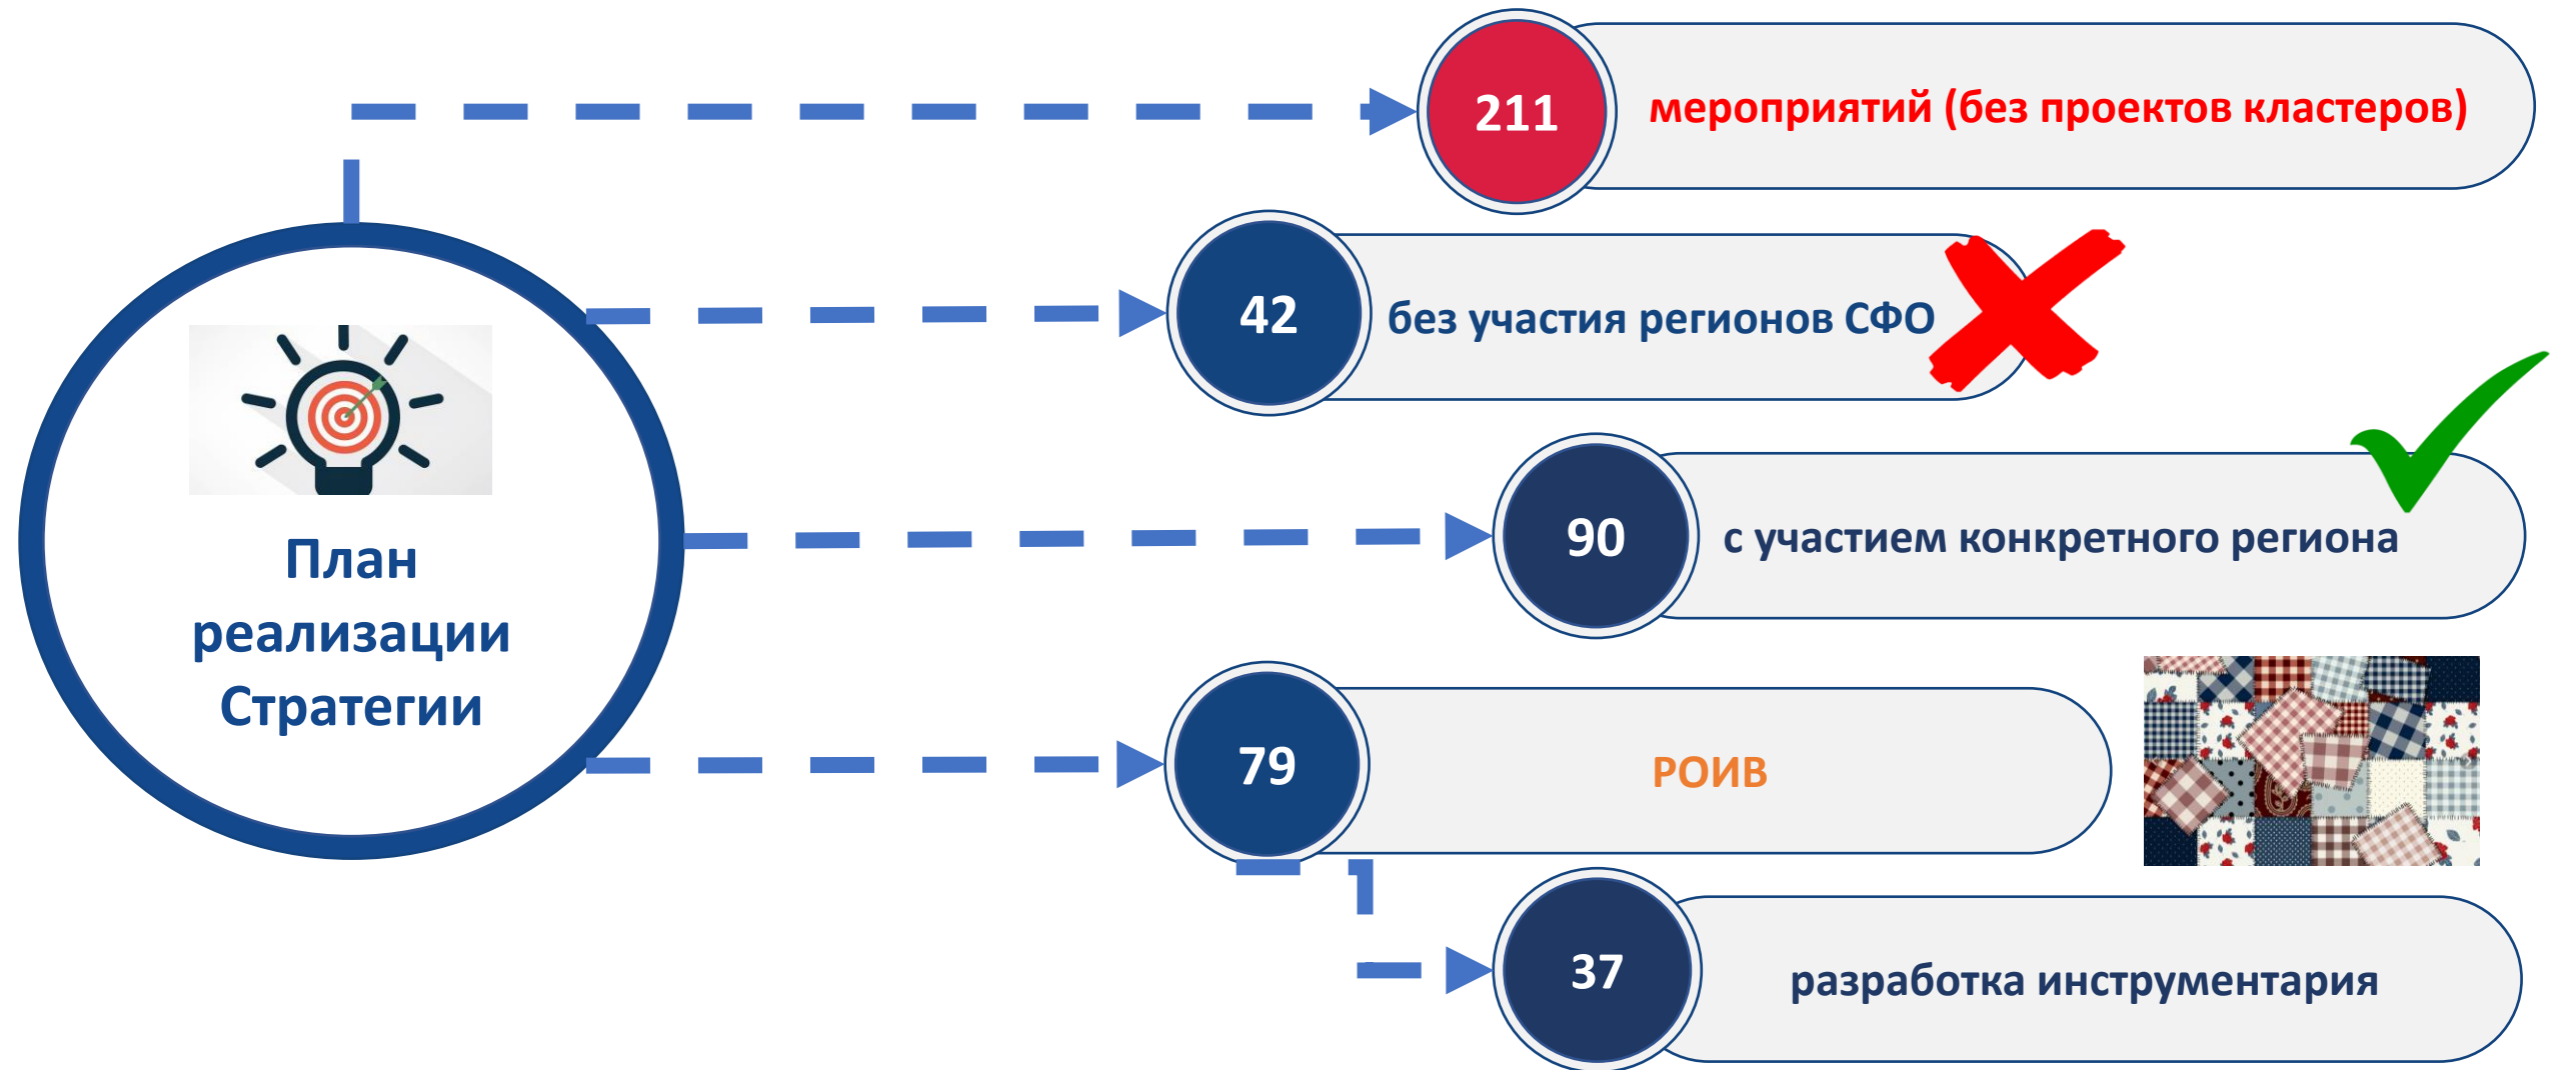 211
мероприятий (без проектов кластеров)
42
без участия регионов СФО
90
с участием конкретного региона
План
реализации
Стратегии
79
РОИВ
37
разработка инструментария